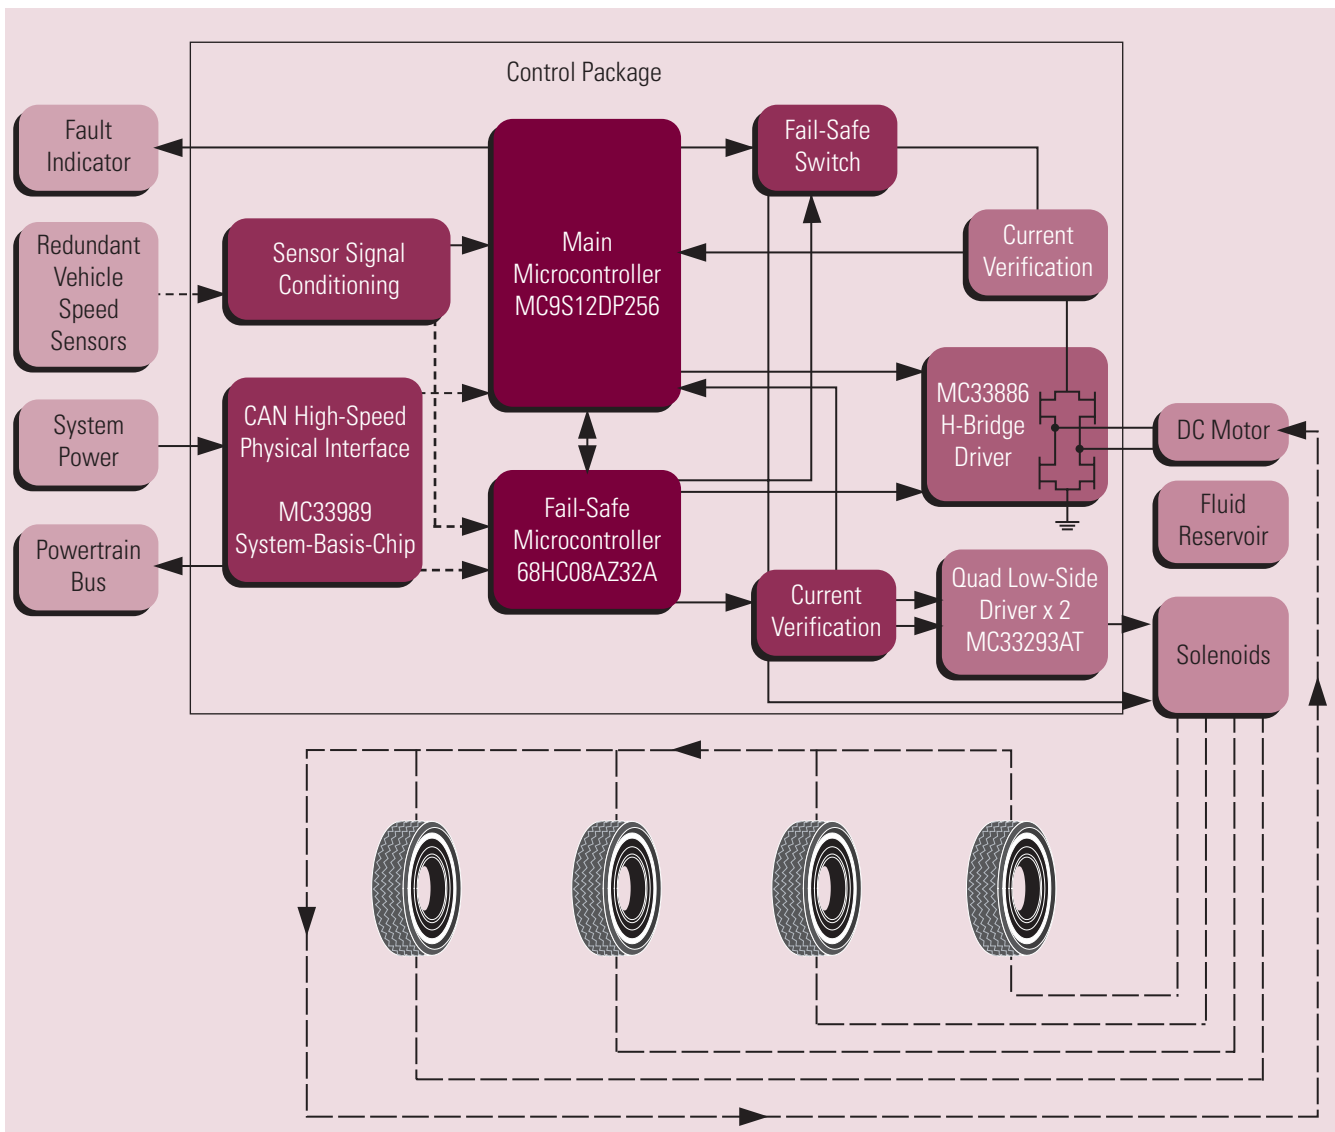 Control Package
Fault
Indicator
Redundant
Vehicle
Speed
Sensors
System
Power
Powertrain
Bus
Sensor Signal
Conditioning
CAN High-Speed
Physical Interface
MC33989
System-Basis-Chip
Main
Microcontroller
MC9S12DP256
Fail-Safe
Microcontroller
68HC08AZ32A
Fail-Safe
Switch
Current
Verification
MC33886
H-Bridge
Driver
Current
Verification
Quad Low-Side
Driver x 2
MC33293AT
DC Motor
Fluid
Reservoir
Solenoids